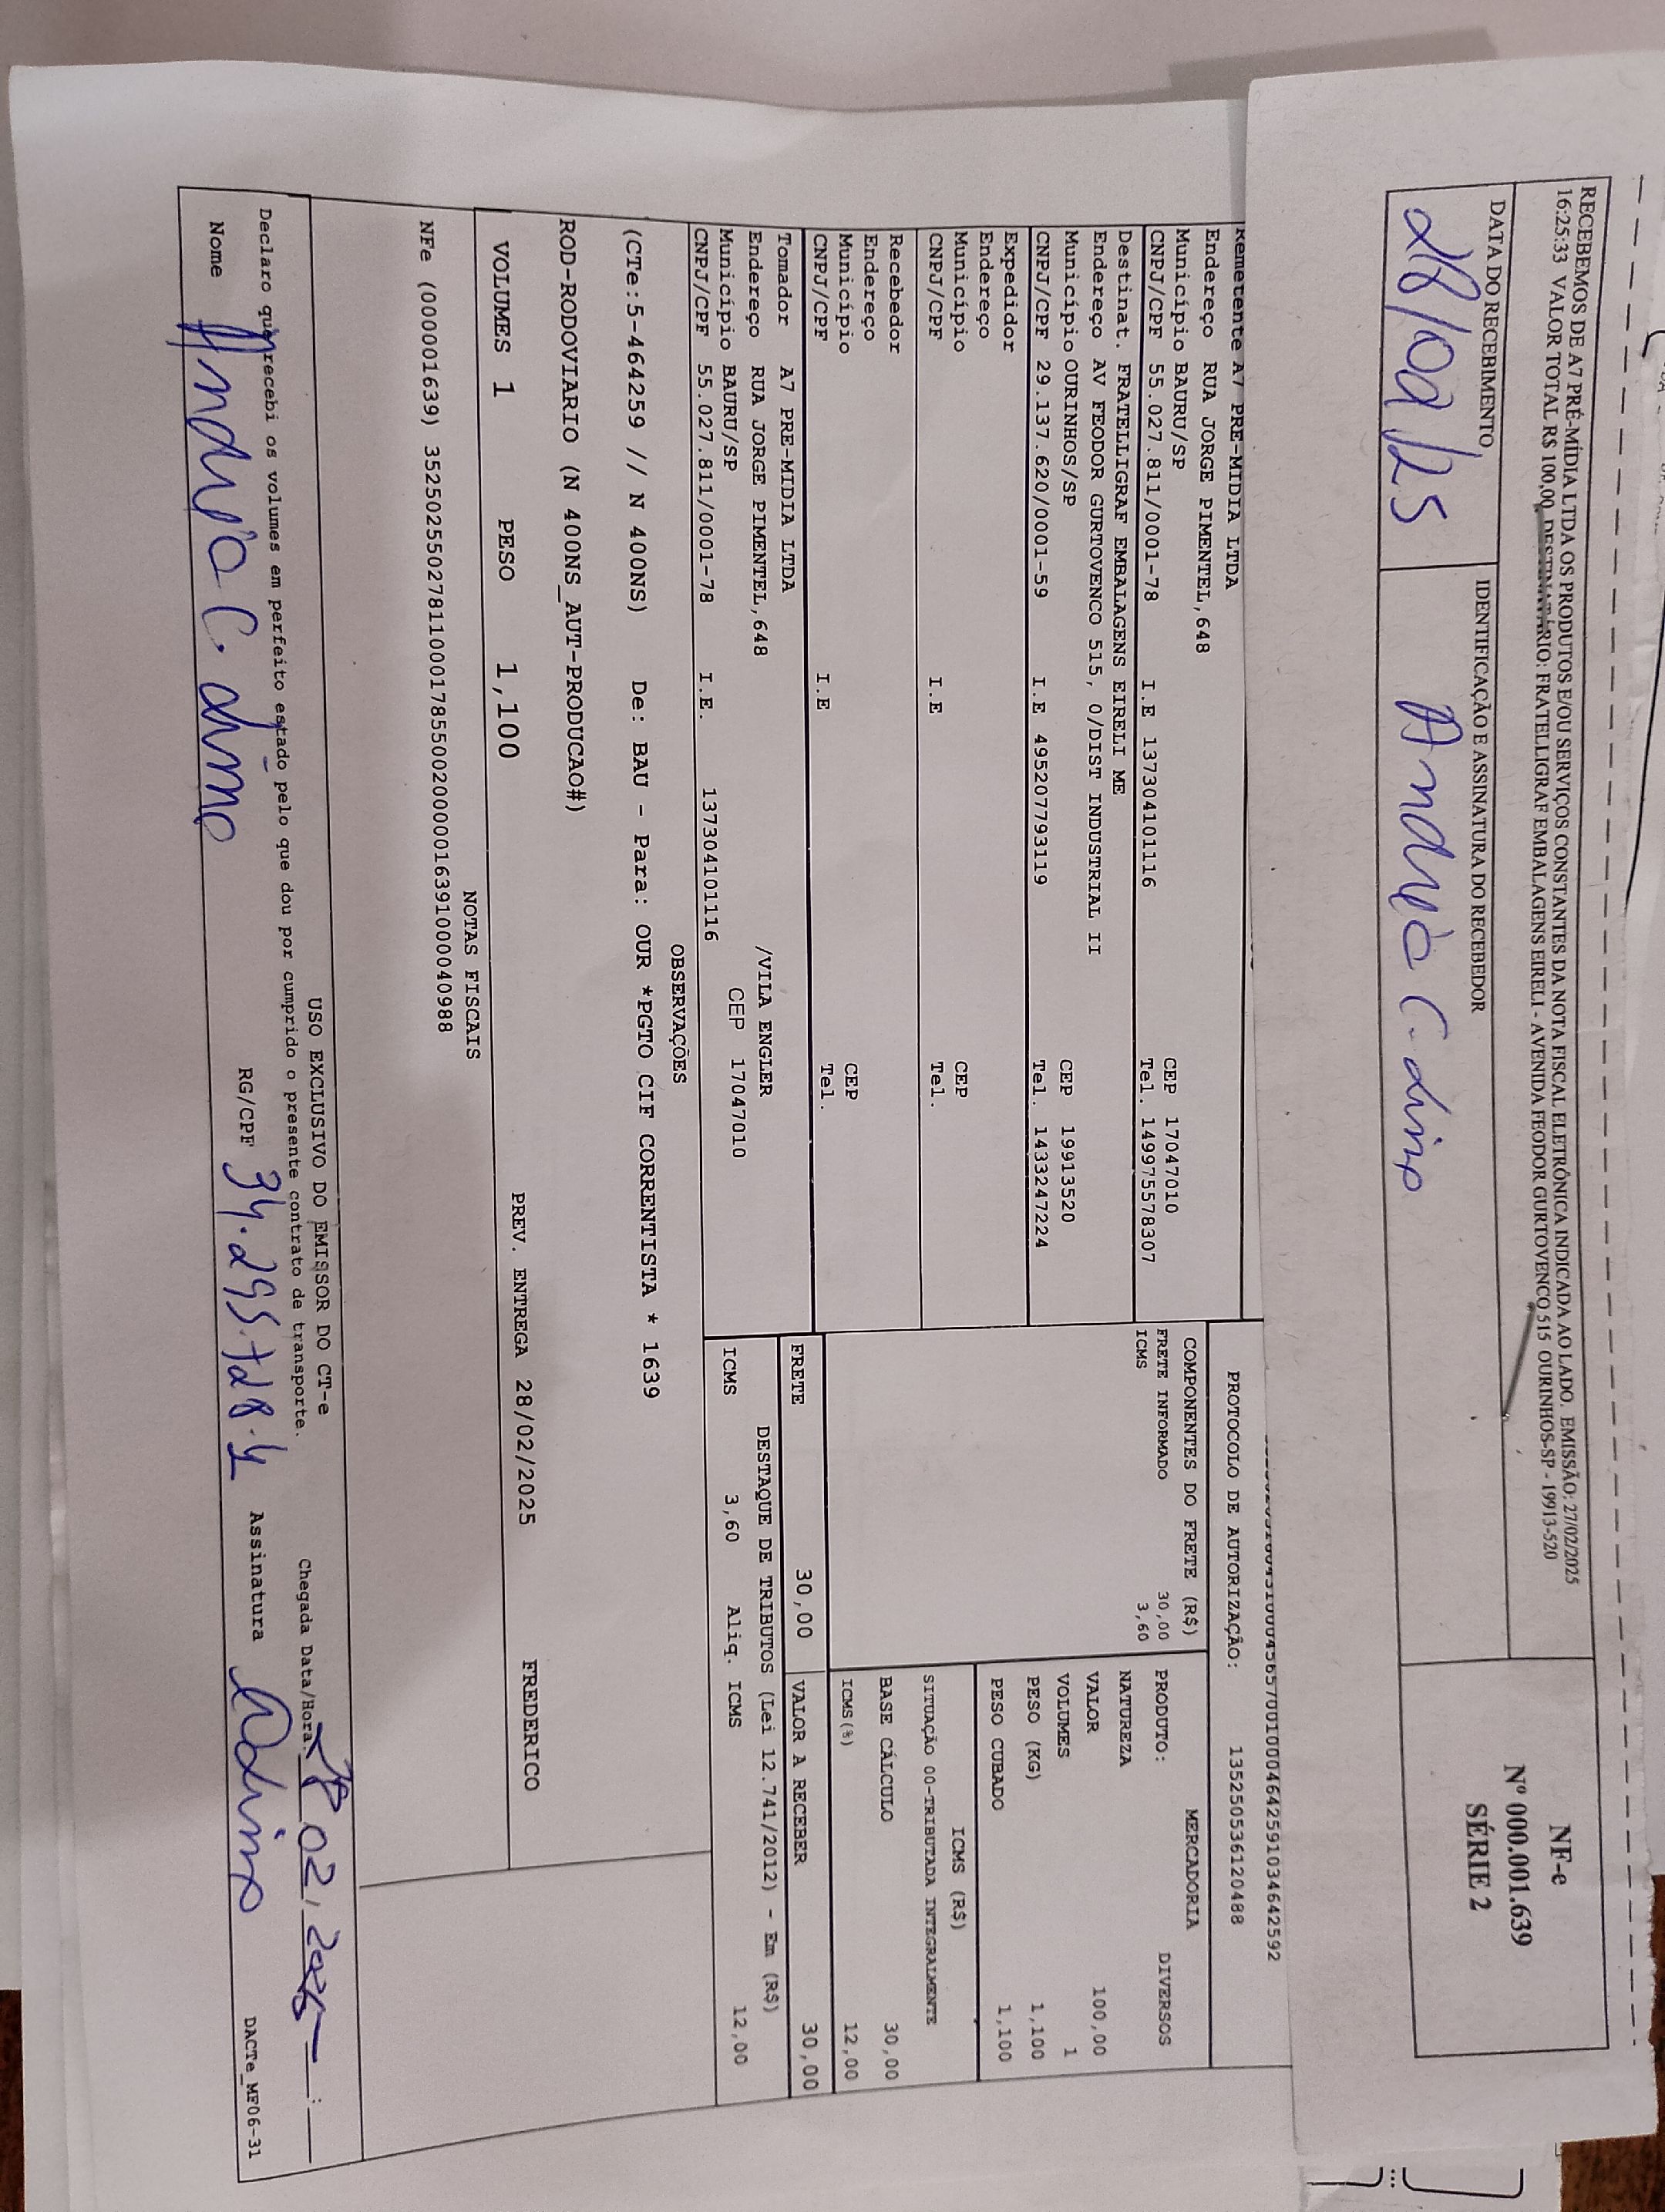 RECEBEMOS DE A7 PRÉ-MÍDIA LTDA OS PRODUTOS E/OU SERVIÇOS CONSTANTES DA NOTA FISCAL ELETRÔNICA INDICADA AO LADO. EMISSÃO: 27/02/2025
16:25:33 VALOR TOTAL R$ 100,00 DESTINATÁRIO: FRATELLIGRAF EMBALAGENS EIRELI - AVENIDA FEODOR GURTOVENCO 515 OURINHOS-SP - 19913-520
NF-e
Nº 000.001.639
SÉRIE 2
DATA DO RECEBIMENTO
IDENTIFICAÇÃO E ASSINATURA DO RECEBEDOR
28/02/25
PROTOCOLO DE AUTORIZAÇÃO: 135250536120488
Remetente A7 PRE-MIDIA LTDA
Endereço RUA JORGE PIMENTEL,648
Município BAURU/SP CEP 17047010
CNPJ/CPF 55.027.811/0001-78 I.E 137304101116 Tel. 149975578307
Destinat. FRATELLIGRAF EMBALAGENS EIRELI ME
Endereço AV FEODOR GURTOVENCO 515, 0/DIST INDUSTRIAL II
Município OURINHOS/SP CEP 19913520
CNPJ/CPF 29.137.620/0001-59 I.E 495207793119 Tel. 1433247224
Expedidor
Endereço
Município CEP
CNPJ/CPF I.E Tel.
Recebedor
Endereço
Município CEP
CNPJ/CPF I.E Tel.
Tomador A7 PRE-MIDIA LTDA
Endereço RUA JORGE PIMENTEL,648 /VILA ENGLER
Município BAURU/SP CEP 17047010
CNPJ/CPF 55.027.811/0001-78 I.E. 137304101116
COMPONENTES DO FRETE (R$)
FRETE INFORMADO 30,00
ICMS 3,60
MERCADORIA
PRODUTO: DIVERSOS
NATUREZA
VALOR 100,00
VOLUMES 1
PESO (KG) 1,100
PESO CUBADO 1,100
ICMS (R$)
SITUAÇÃO 00-TRIBUTADA INTEGRALMENTE
BASE CÁLCULO 30,00
ICMS(%) 12,00
FRETE 30,00 VALOR A RECEBER 30,00
DESTAQUE DE TRIBUTOS (Lei 12.741/2012) - Em (R$)
ICMS 3,60 Aliq. ICMS 12,00
OBSERVAÇÕES
(CTe:5-464259 // N 400NS) De: BAU - Para: OUR *PGTO CIF CORRENTISTA * 1639
ROD-RODOVIARIO (N 400NS_AUT-PRODUCAO#)
VOLUMES 1 PESO 1,100 PREV. ENTREGA 28/02/2025 FREDERICO
NOTAS FISCAIS
NFe (000001639) 35250255027811000178550020000016391000040988
USO EXCLUSIVO DO EMISSOR DO CT-e
Declaro que recebi os volumes em perfeito estado pelo que dou por cumprido o presente contrato de transporte.
Chegada Data/Hora: 28 02, 2025 :
Nome RG/CPF Assinatura
DACTe_MF06-31